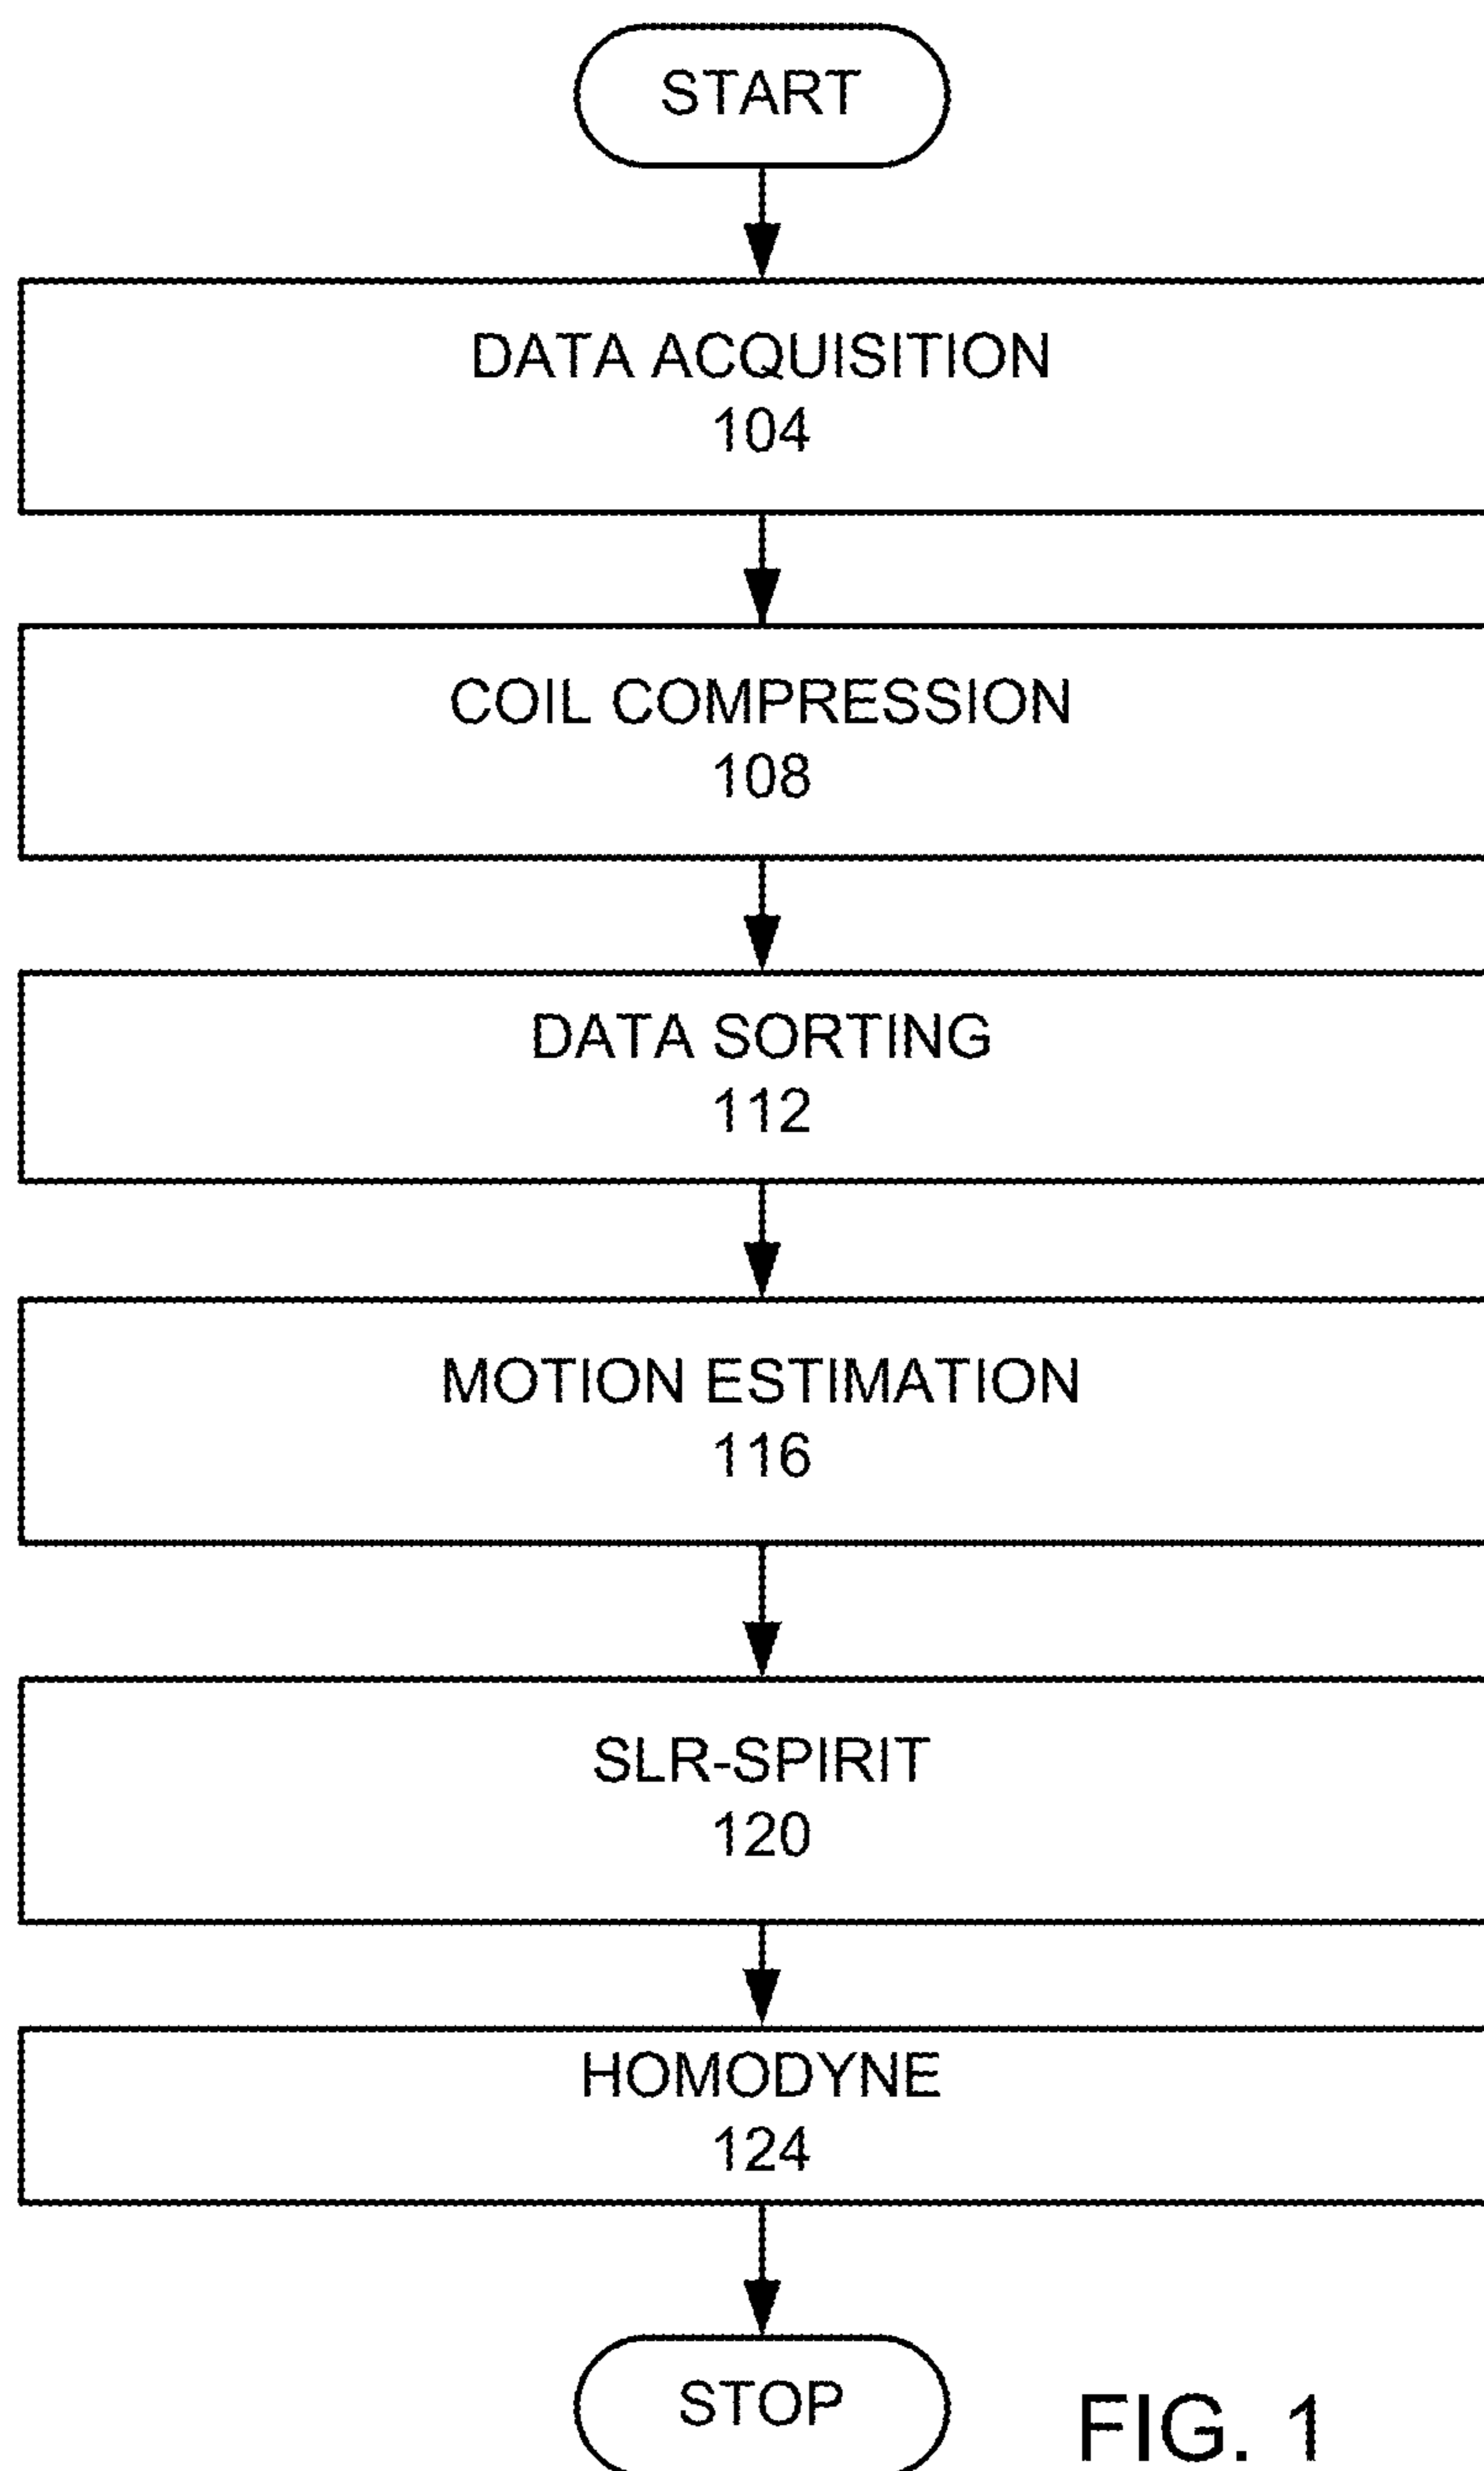 START
DATA ACQUISITION
104
COIL COMPRESSION
108
DATA SORTING
112
MOTION ESTIMATION
116
SLR-SPIRIT
120
HOMODYNE
124
STOP
FIG. 1